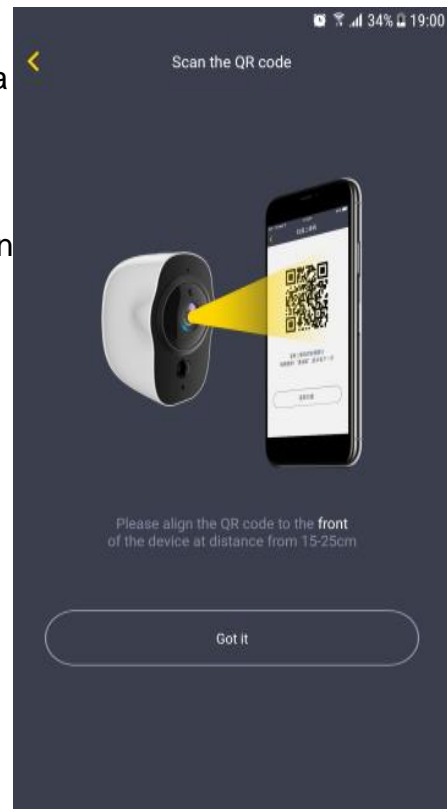 34% 19:00
Scan the QR code
a
n
Please align the QR code to the front
of the device at distance from 15-25cm
Got it